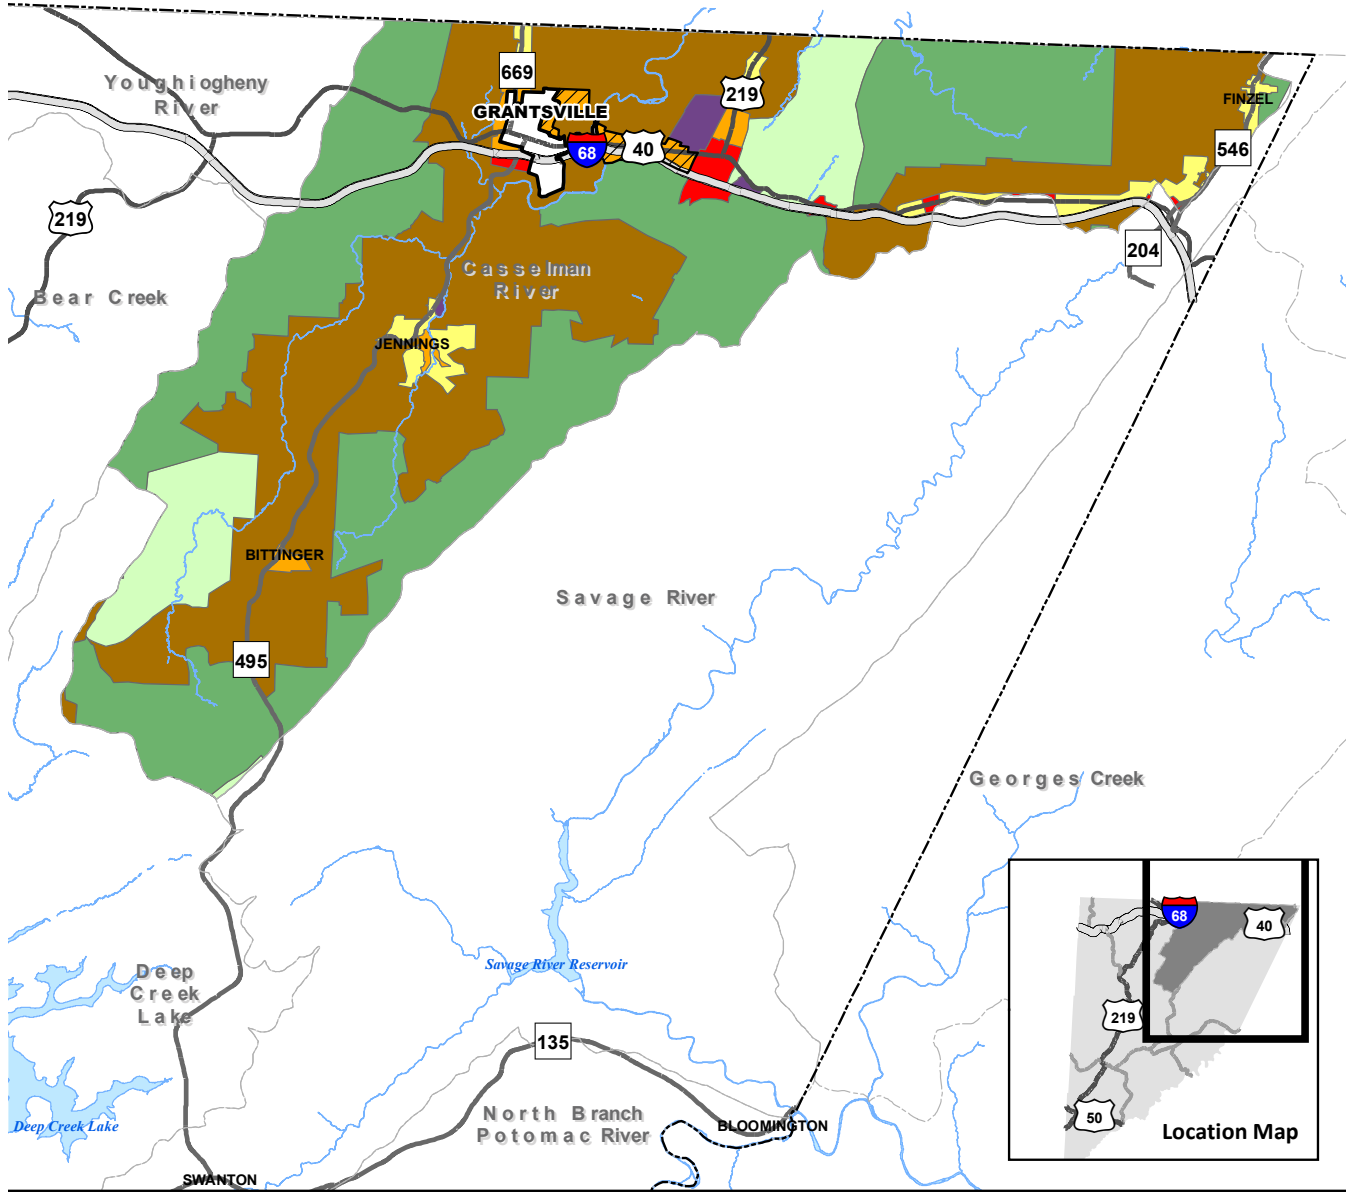 669
Youghiogheny
River
219
FINZEL
GRANTSVILLE
68
40
546
219
204
Casselman
River
Bear Creek
JENNINGS
BITTINGER
Savage River
495
Georges Creek
Savage River Reservoir
Deep
Creek
Lake
135
North Branch
Potomac River
BLOOMINGTON
Deep Creek Lake
SWANTON
68
40
219
50
Location Map